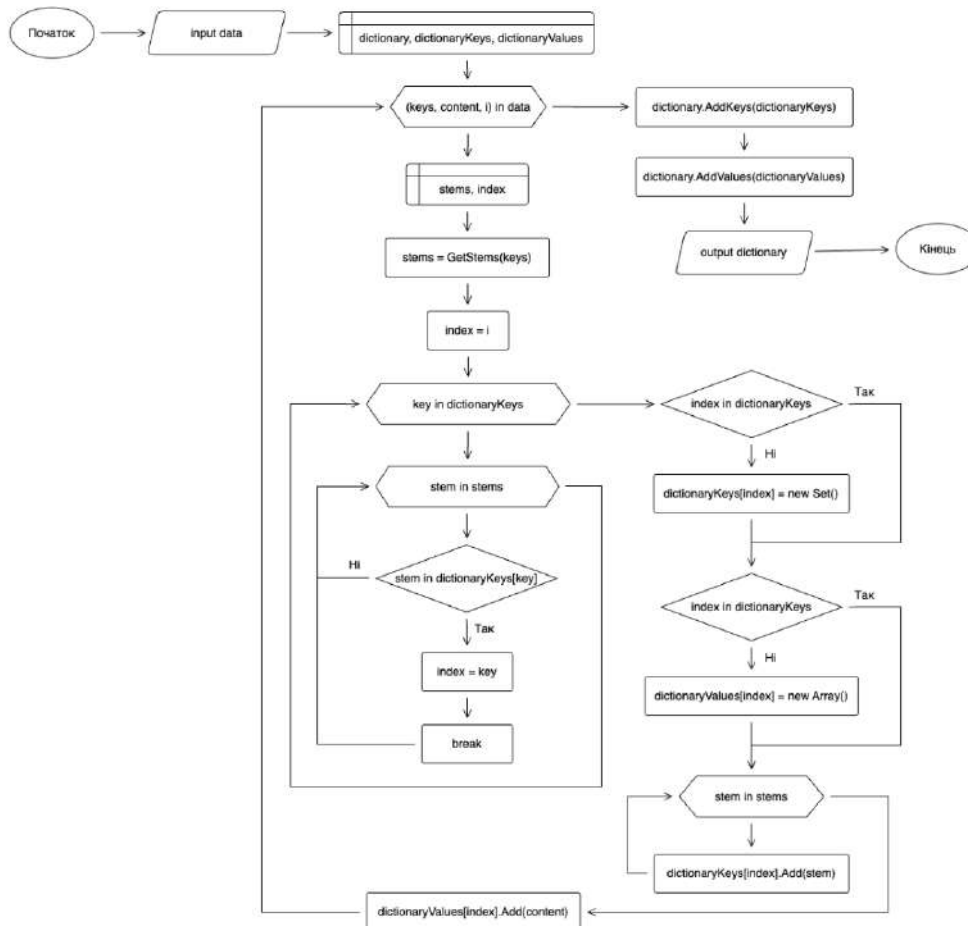 Початок
input data
dictionary, dictionaryKeys, dictionaryValues
(keys, content, i) in data
dictionary.AddKeys(dictionaryKeys)
stems, index
dictionary.AddValues(dictionaryValues)
stems = GetStems(keys)
output dictionary
Кінець
index = i
key in dictionaryKeys
index in dictionaryKeys
Так
Ні
stem in stems
dictionaryKeys[index] = new Set()
Ні
stem in dictionaryKeys[key]
index in dictionaryKeys
Так
Так
Ні
index = key
dictionaryValues[index] = new Array()
break
stem in stems
dictionaryKeys[index].Add(stem)
dictionaryValues[index].Add(content)